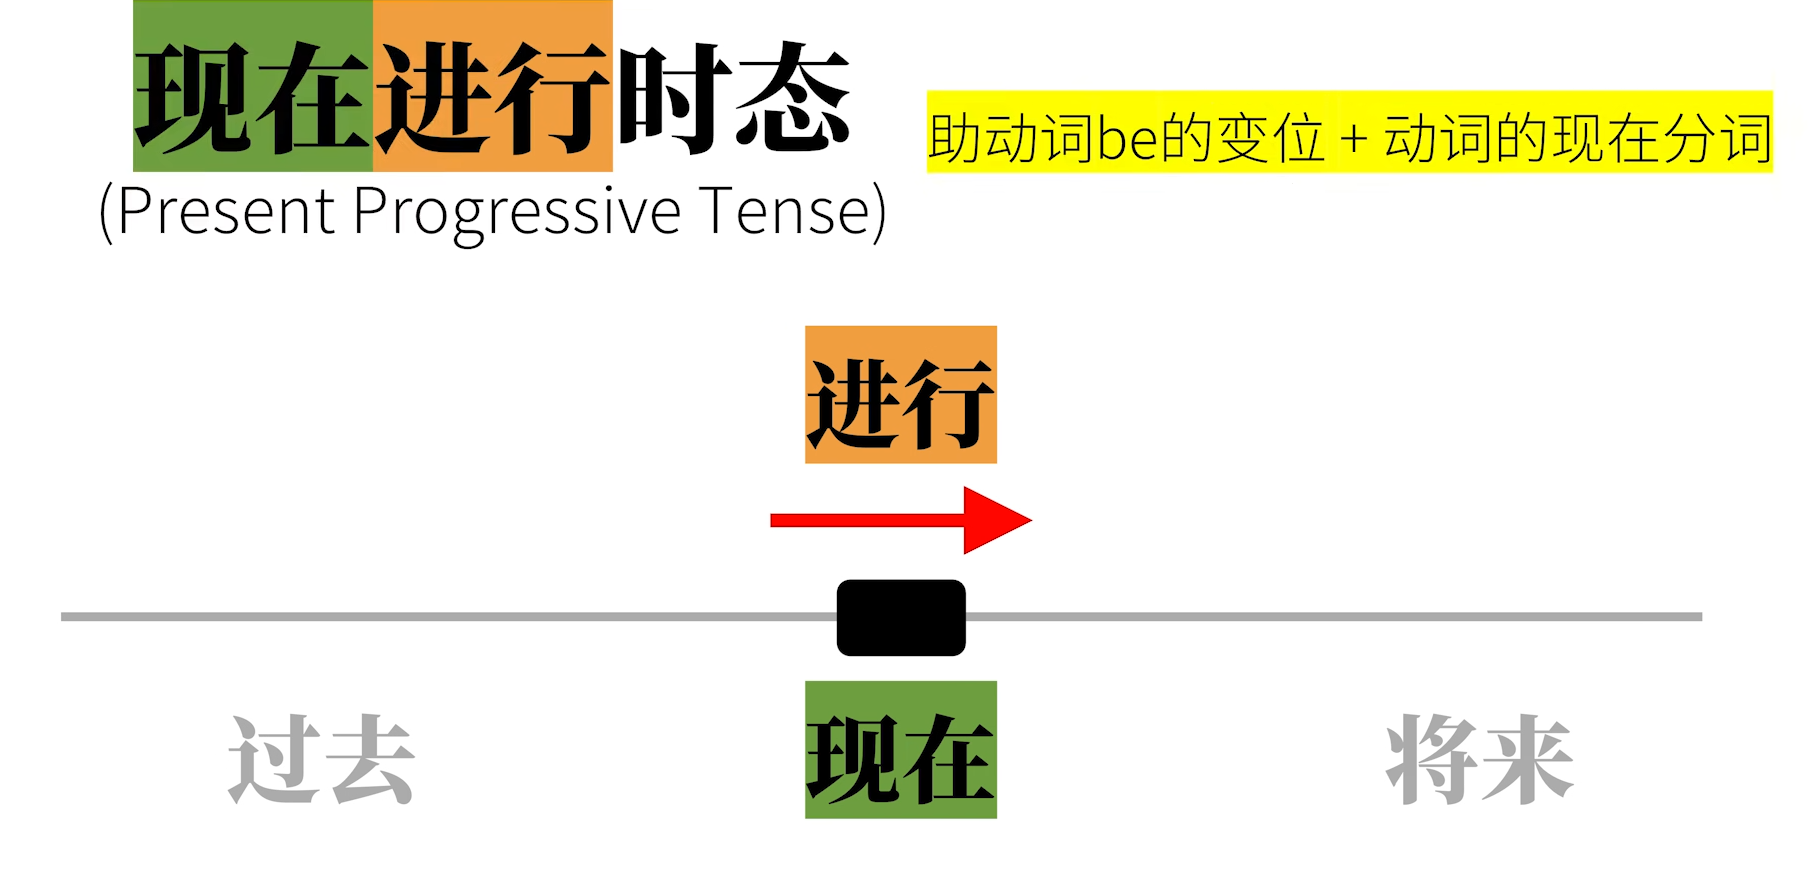 现在进行时态
(Present Progressive Tense)
助动词be的变位 + 动词的现在分词
进行
过去
现在
将来